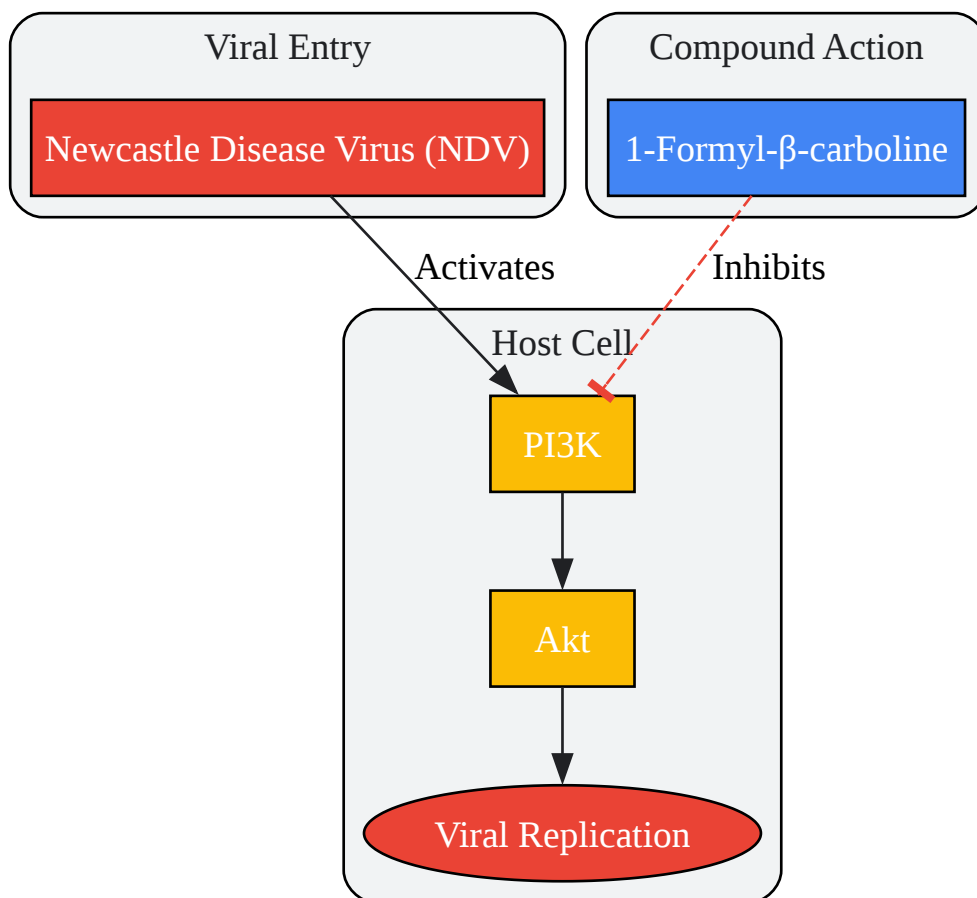 Viral Entry
Compound Action
Newcastle Disease Virus (NDV)
1-Formyl-β-carboline
Activates
Inhibits
Host Cell
PI3K
Akt
Viral Replication